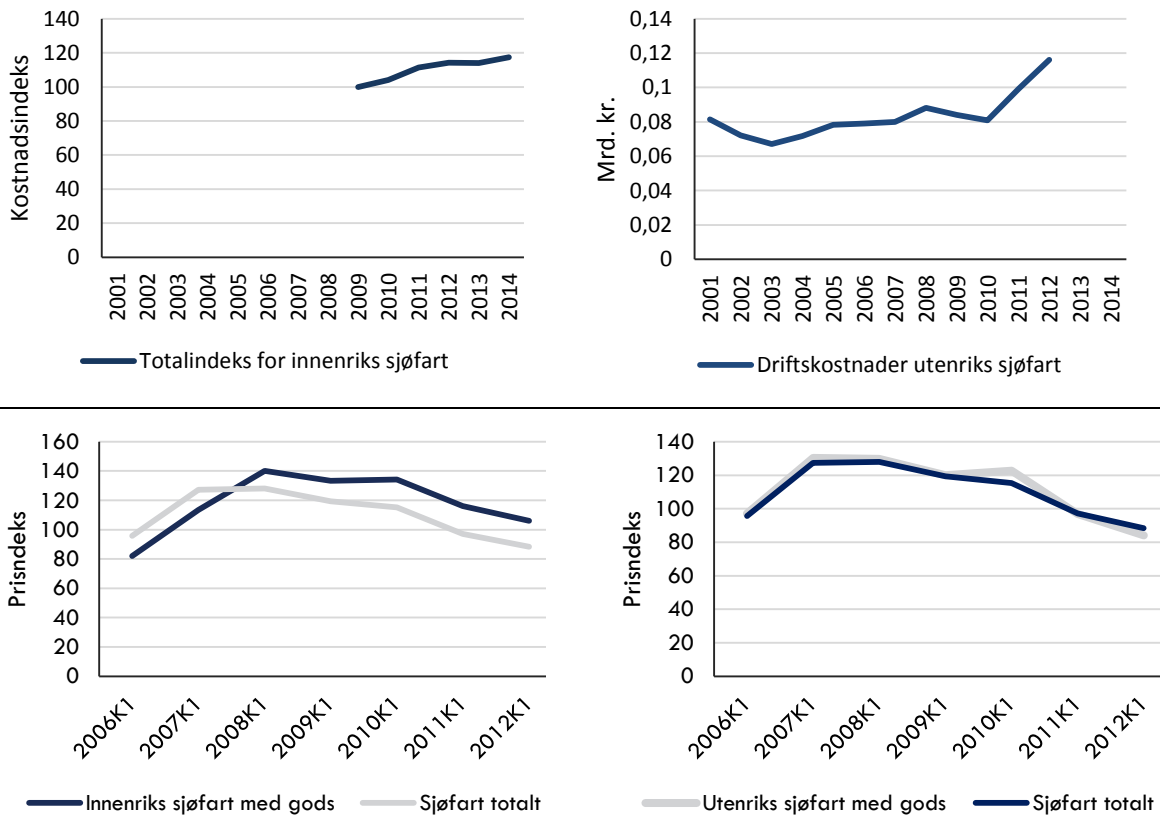 Kostnadsindeks
140
120
100
80
60
40
20
0
2001 2002 2003 2004 2005 2006 2007 2008 2009 2010 2011 2012 2013 2014
Totalindeks for innenriks sjøfart
Mrd. kr.
0,14
0,12
0,1
0,08
0,06
0,04
0,02
0
2001 2002 2003 2004 2005 2006 2007 2008 2009 2010 2011 2012 2013 2014
Driftskostnader utenriks sjøfart
Prisndeks
160
140
120
100
80
60
40
20
0
2006K1 2007K1 2008K1 2009K1 2010K1 2011K1 2012K1
Innenriks sjøfart med gods Sjøfart totalt
Prisndeks
140
120
100
80
60
40
20
0
2006K1 2007K1 2008K1 2009K1 2010K1 2011K1 2012K1
Utenriks sjøfart med gods Sjøfart totalt